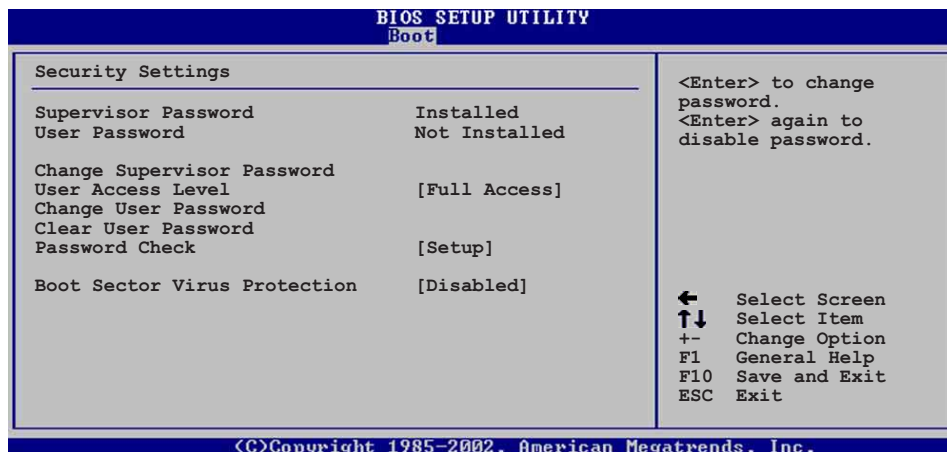 BIOS SETUP UTILITY
Boot
Security Settings
Supervisor Password Installed
User Password Not Installed
Change Supervisor Password
User Access Level [Full Access]
Change User Password
Clear User Password
Password Check [Setup]
Boot Sector Virus Protection [Disabled]
<Enter> to change
password.
<Enter> again to
disable password.
← Select Screen
↑↓ Select Item
+- Change Option
F1 General Help
F10 Save and Exit
ESC Exit
(C)Copyright 1985-2002, American Megatrends, Inc.